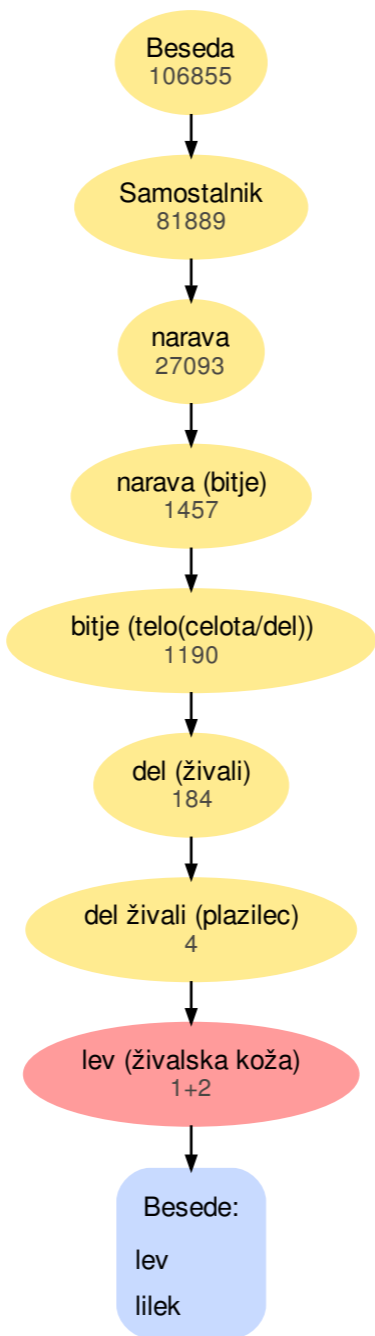 Beseda
106855
Samostalnik
81889
narava
27093
narava (bitje)
1457
bitje (telo(celota/del))
1190
del (živali)
184
del živali (plazilec)
4
lev (živalska koža)
1+2
Besede:
lev
lilek